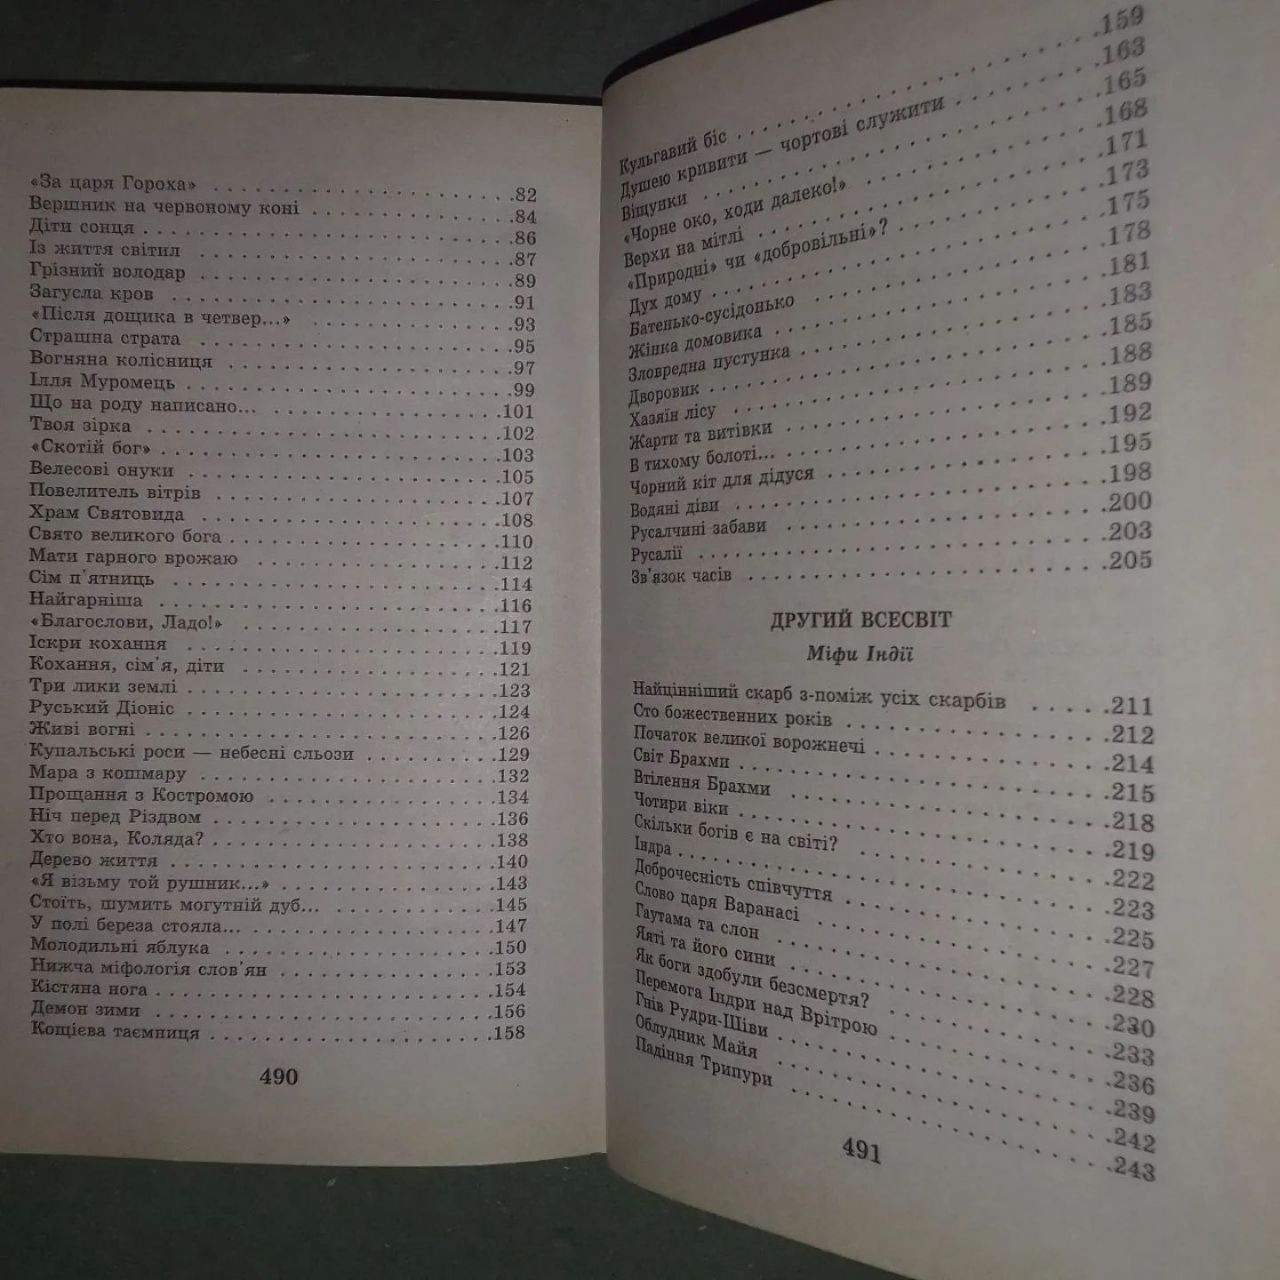 «За царя Гороха» . . . . . . . . . . . . . . . . . . . .82
Вершник на червоному коні . . . . . . . . . . . . . .84
Діти сонця . . . . . . . . . . . . . . . . . . . . . . . .86
Із життя світил . . . . . . . . . . . . . . . . . . . . .87
Грізний володар . . . . . . . . . . . . . . . . . . . . .89
Загусла кров . . . . . . . . . . . . . . . . . . . . . .91
«Після дощика в четвер...» . . . . . . . . . . . . . .93
Страшна страта . . . . . . . . . . . . . . . . . . . . .95
Вогняна колісниця . . . . . . . . . . . . . . . . . . .97
Ілля Муромець . . . . . . . . . . . . . . . . . . . . .99
Що на роду написано... . . . . . . . . . . . . . . . .101
Твоя зірка . . . . . . . . . . . . . . . . . . . . . . .102
«Скотій бог» . . . . . . . . . . . . . . . . . . . . . .103
Велесові онуки . . . . . . . . . . . . . . . . . . . . .105
Повелитель вітрів . . . . . . . . . . . . . . . . . . .107
Храм Святовида . . . . . . . . . . . . . . . . . . . .108
Свято великого бога . . . . . . . . . . . . . . . . . .110
Мати гарного врожаю . . . . . . . . . . . . . . . . .112
Сім п'ятниць . . . . . . . . . . . . . . . . . . . . . .114
Найгарніша . . . . . . . . . . . . . . . . . . . . . . .116
«Благослови, Ладо!» . . . . . . . . . . . . . . . . . .117
Іскри кохання . . . . . . . . . . . . . . . . . . . . .119
Кохання, сім'я, діти . . . . . . . . . . . . . . . . . .121
Три лики землі . . . . . . . . . . . . . . . . . . . . .123
Руський Діоніс . . . . . . . . . . . . . . . . . . . . .124
Живі вогні . . . . . . . . . . . . . . . . . . . . . . .126
Купальські роси — небесні сльози . . . . . . . . . .129
Мара з кошмару . . . . . . . . . . . . . . . . . . . .132
Прощання з Костромою . . . . . . . . . . . . . . . .134
Ніч перед Різдвом . . . . . . . . . . . . . . . . . . .136
Хто вона, Коляда? . . . . . . . . . . . . . . . . . . .138
Дерево життя . . . . . . . . . . . . . . . . . . . . .140
«Я візьму той рушник...» . . . . . . . . . . . . . . .143
Стоїть, шумить могутній дуб... . . . . . . . . . . . .145
У полі береза стояла... . . . . . . . . . . . . . . . .147
Молодильні яблука . . . . . . . . . . . . . . . . . .150
Нижча міфологія слов'ян . . . . . . . . . . . . . . .153
Кістяна нога . . . . . . . . . . . . . . . . . . . . . .154
Демон зими . . . . . . . . . . . . . . . . . . . . . .156
Кощієва таємниця . . . . . . . . . . . . . . . . . . .158
490
Кульгавий біс . . . . . . . . . . . . . . . . . . . . .159
Душею кривити — чортові служити . . . . . . . . .163
Віщунки . . . . . . . . . . . . . . . . . . . . . . . .165
«Чорне око, ходи далеко!» . . . . . . . . . . . . . .168
Верхи на мітлі . . . . . . . . . . . . . . . . . . . . .171
«Природні» чи «добровільні»? . . . . . . . . . . . .173
Дух дому . . . . . . . . . . . . . . . . . . . . . . . .175
Батенько-сусідонько . . . . . . . . . . . . . . . . . .178
Жінка домовика . . . . . . . . . . . . . . . . . . . .181
Зловредна пустунка . . . . . . . . . . . . . . . . . .183
Дворовик . . . . . . . . . . . . . . . . . . . . . . . .185
Хазяїн лісу . . . . . . . . . . . . . . . . . . . . . . .188
Жарти та витівки . . . . . . . . . . . . . . . . . . .189
В тихому болоті... . . . . . . . . . . . . . . . . . . .192
Чорний кіт для дідуся . . . . . . . . . . . . . . . . .195
Водяні діви . . . . . . . . . . . . . . . . . . . . . .198
Русалчині забави . . . . . . . . . . . . . . . . . . .200
Русалії . . . . . . . . . . . . . . . . . . . . . . . . .203
Зв'язок часів . . . . . . . . . . . . . . . . . . . . . .205
ДРУГИЙ ВСЕСВІТ
Міфи Індії
Найцінніший скарб з-поміж усіх скарбів . . . . .211
Сто божественних років . . . . . . . . . . . . . . . .212
Початок великої ворожнечі . . . . . . . . . . . . . .214
Світ Брахми . . . . . . . . . . . . . . . . . . . . . .215
Втілення Брахми . . . . . . . . . . . . . . . . . . .218
Чотири віки . . . . . . . . . . . . . . . . . . . . . .219
Скільки богів є на світі? . . . . . . . . . . . . . . . .222
Індра . . . . . . . . . . . . . . . . . . . . . . . . . .223
Доброчесність співчуття . . . . . . . . . . . . . . . .225
Слово царя Варанасі . . . . . . . . . . . . . . . . . .227
Гаутама та слон . . . . . . . . . . . . . . . . . . . .228
Яяті та його сини . . . . . . . . . . . . . . . . . . .230
Як боги здобули безсмертя? . . . . . . . . . . . . . .233
Перемога Індри над Врітрою . . . . . . . . . . . . .236
Гнів Рудри-Шіви . . . . . . . . . . . . . . . . . . .239
Облудник Майя . . . . . . . . . . . . . . . . . . . .242
Падіння Трипури . . . . . . . . . . . . . . . . . . .243
491